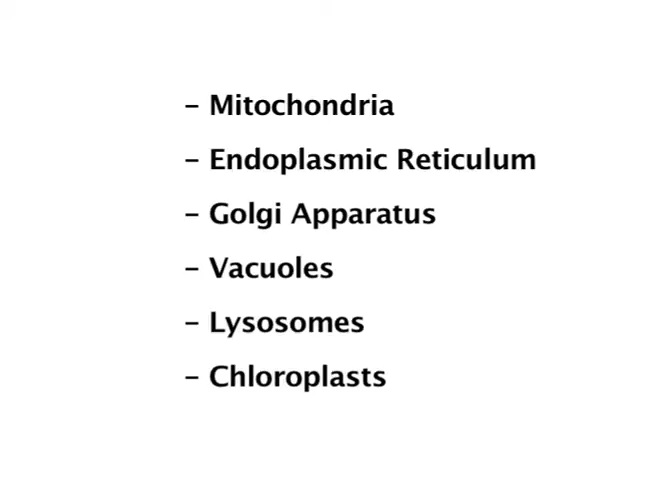 - Mitochondria
- Endoplasmic Reticulum
- Golgi Apparatus
- Vacuoles
- Lysosomes
- Chloroplasts